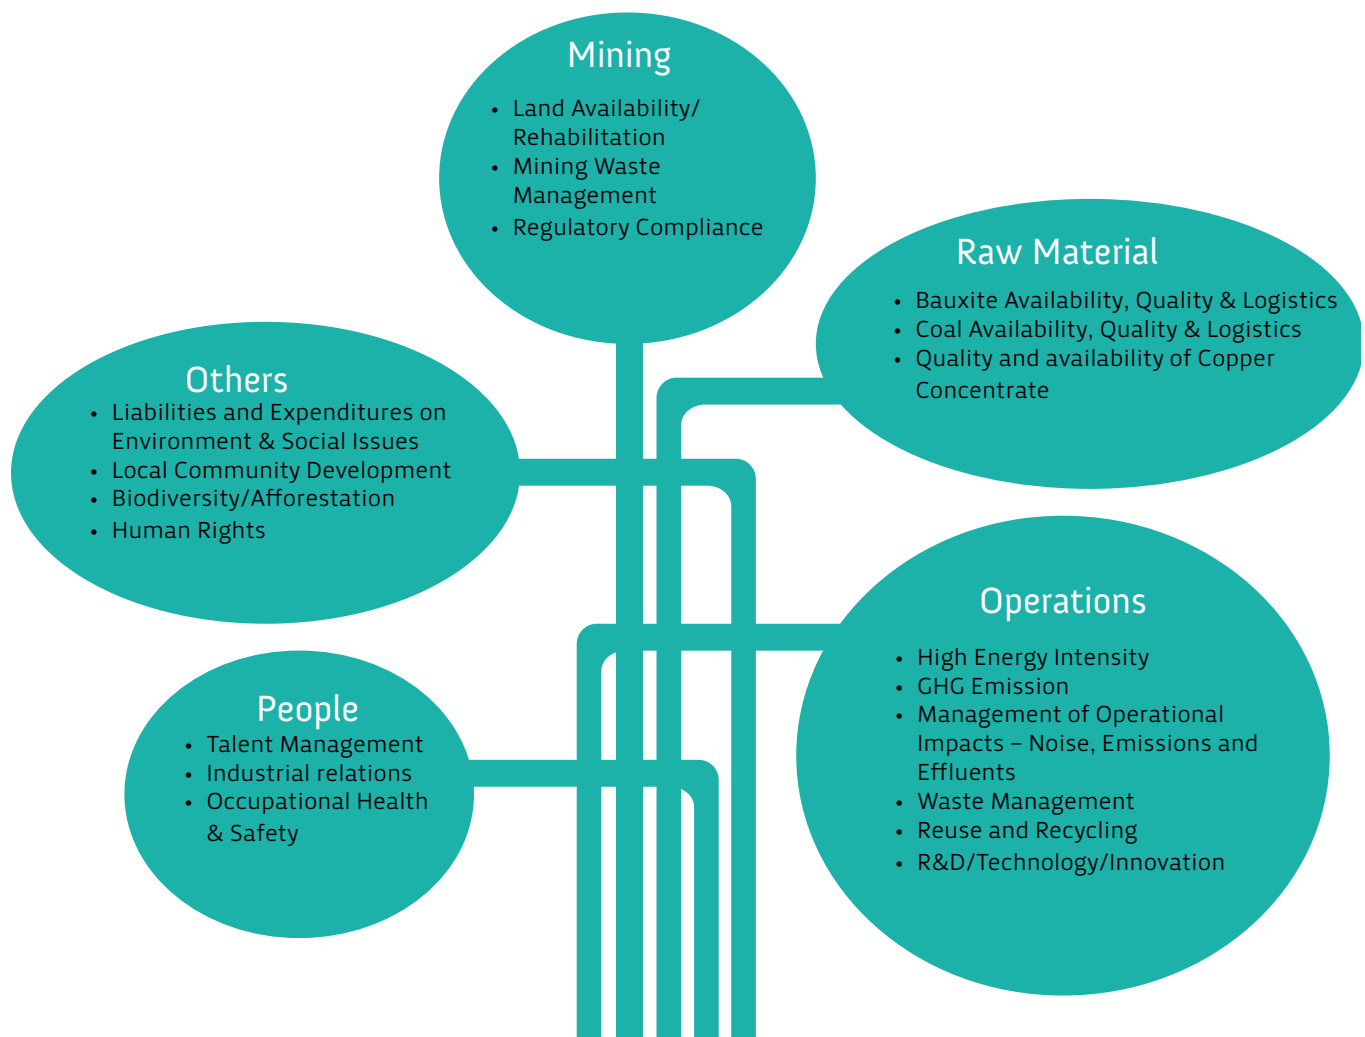 Mining
• Land Availability/
Rehabilitation
• Mining Waste
Management
• Regulatory Compliance
Raw Material
• Bauxite Availability, Quality & Logistics
• Coal Availability, Quality & Logistics
• Quality and availability of Copper
Concentrate
Others
• Liabilities and Expenditures on
Environment & Social Issues
• Local Community Development
• Biodiversity/Afforestation
• Human Rights
Operations
• High Energy Intensity
• GHG Emission
• Management of Operational
Impacts – Noise, Emissions and
Effluents
• Waste Management
• Reuse and Recycling
• R&D/Technology/Innovation
People
• Talent Management
• Industrial relations
• Occupational Health
& Safety